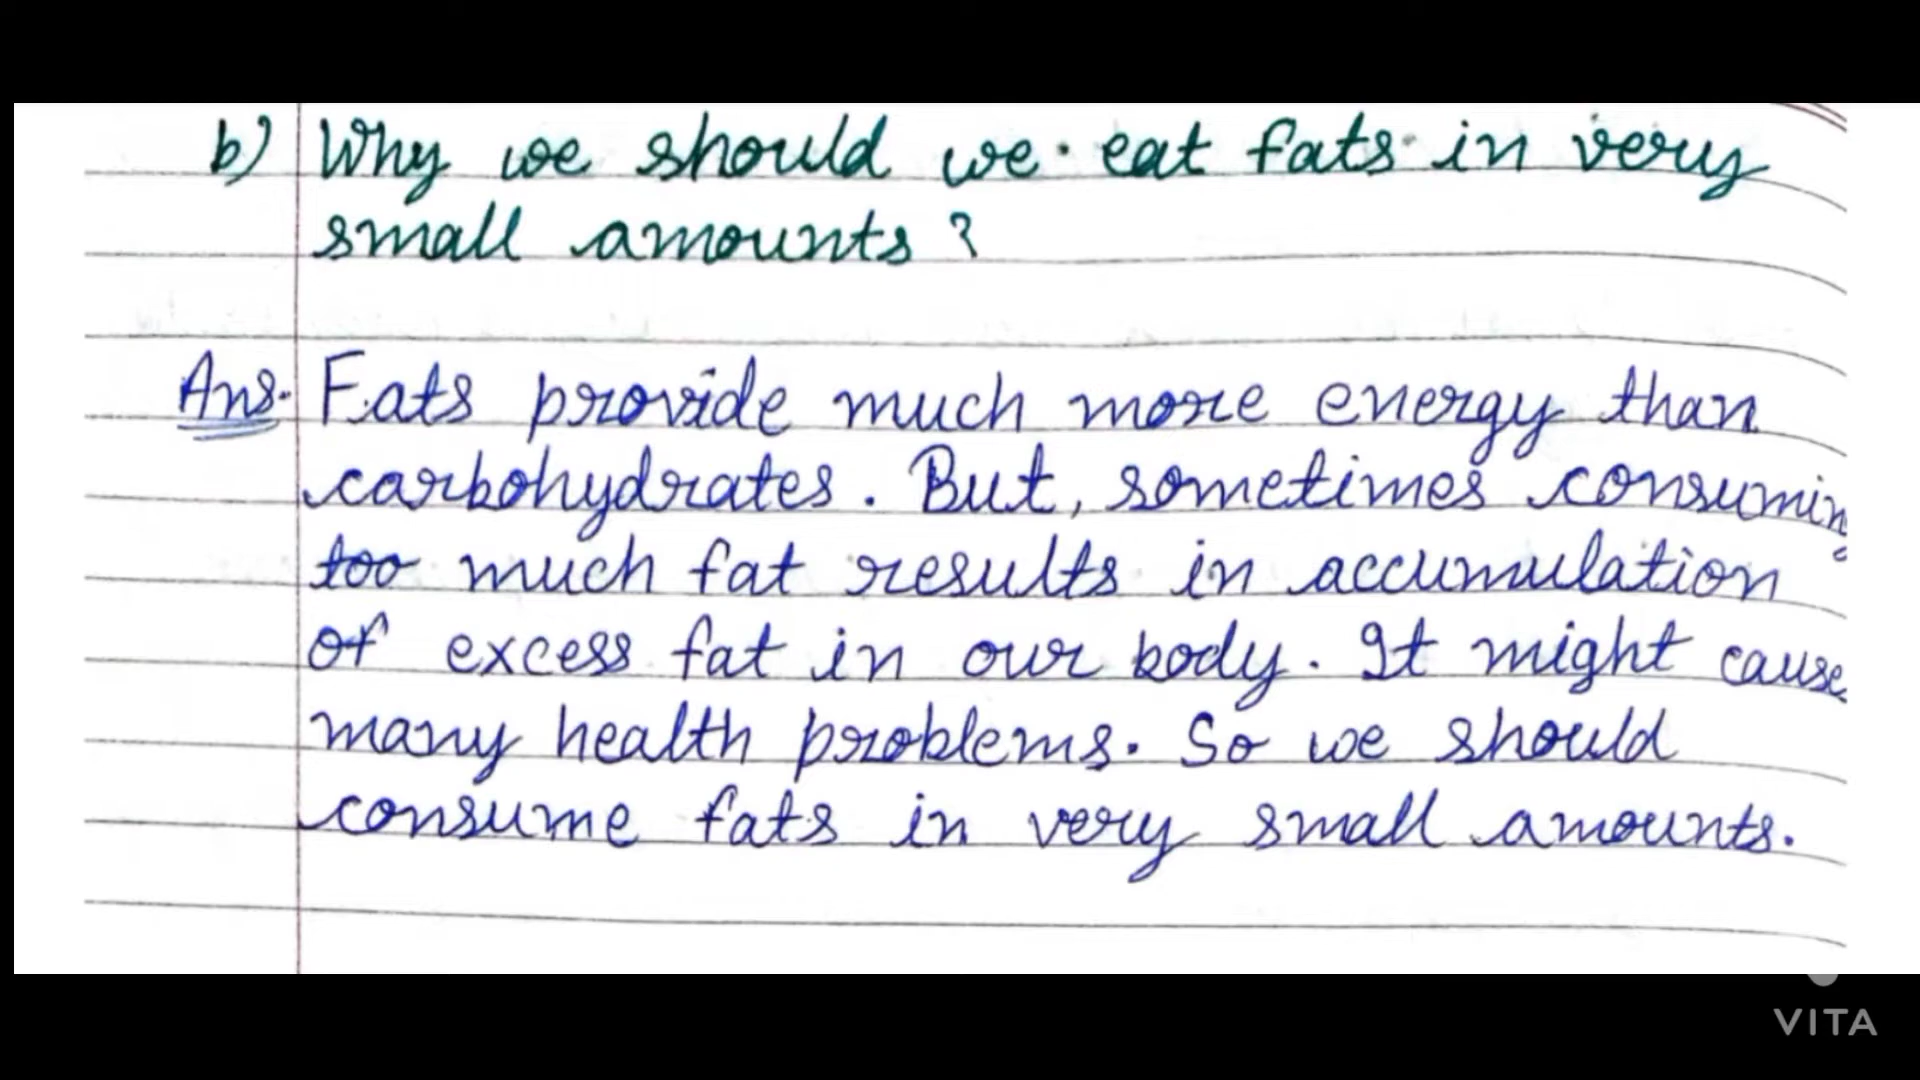 b) Why we should we eat fats in very
small amounts?
Ans. Fats provide much more energy than
carbohydrates. But, sometimes consuming
too much fat results in accumulation
of excess fat in our body. It might cause
many health problems. So we should
consume fats in very small amounts.
VITA